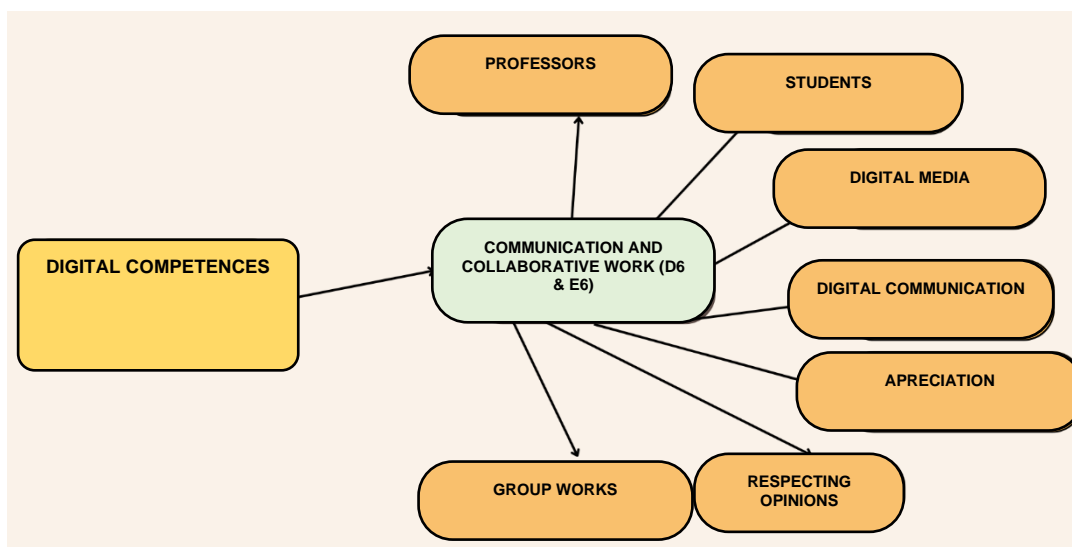 PROFESSORS
STUDENTS
DIGITAL MEDIA
COMMUNICATION AND
COLLABORATIVE WORK (D6
& E6)
DIGITAL COMPETENCES
DIGITAL COMMUNICATION
APRECIATION
GROUP WORKS
RESPECTING
OPINIONS